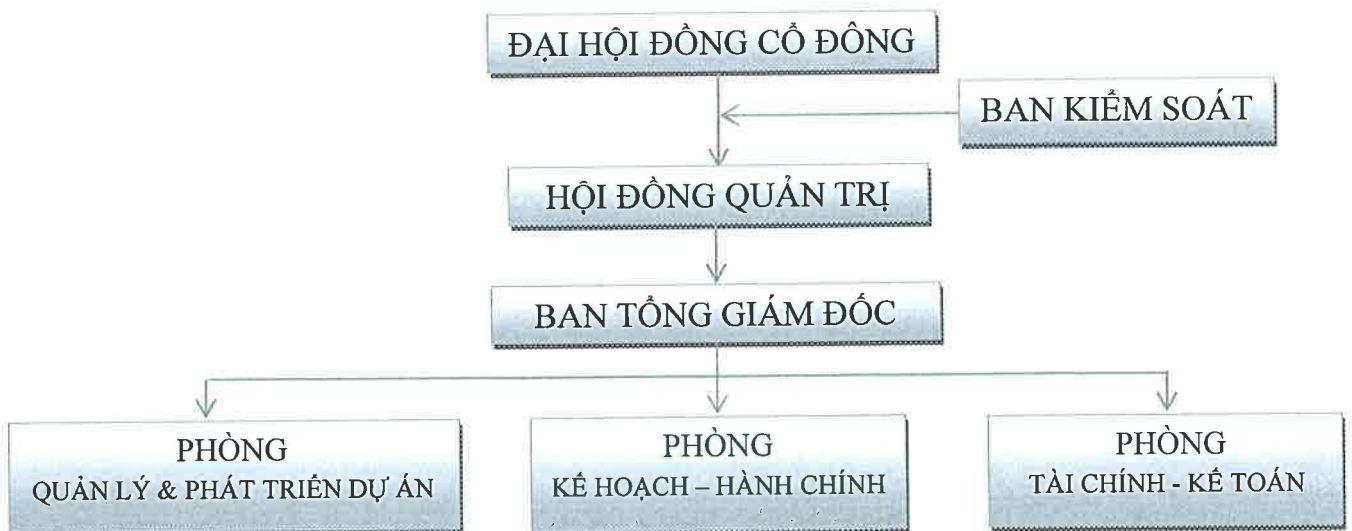 ĐẠI HỘI ĐỒNG CỔ ĐÔNG
BAN KIỂM SOÁT
HỘI ĐỒNG QUẢN TRỊ
BAN TỔNG GIÁM ĐỐC
PHÒNG
QUẢN LÝ & PHÁT TRIỂN DỰ ÁN
PHÒNG
KẾ HOẠCH – HÀNH CHÍNH
PHÒNG
TÀI CHÍNH - KẾ TOÁN